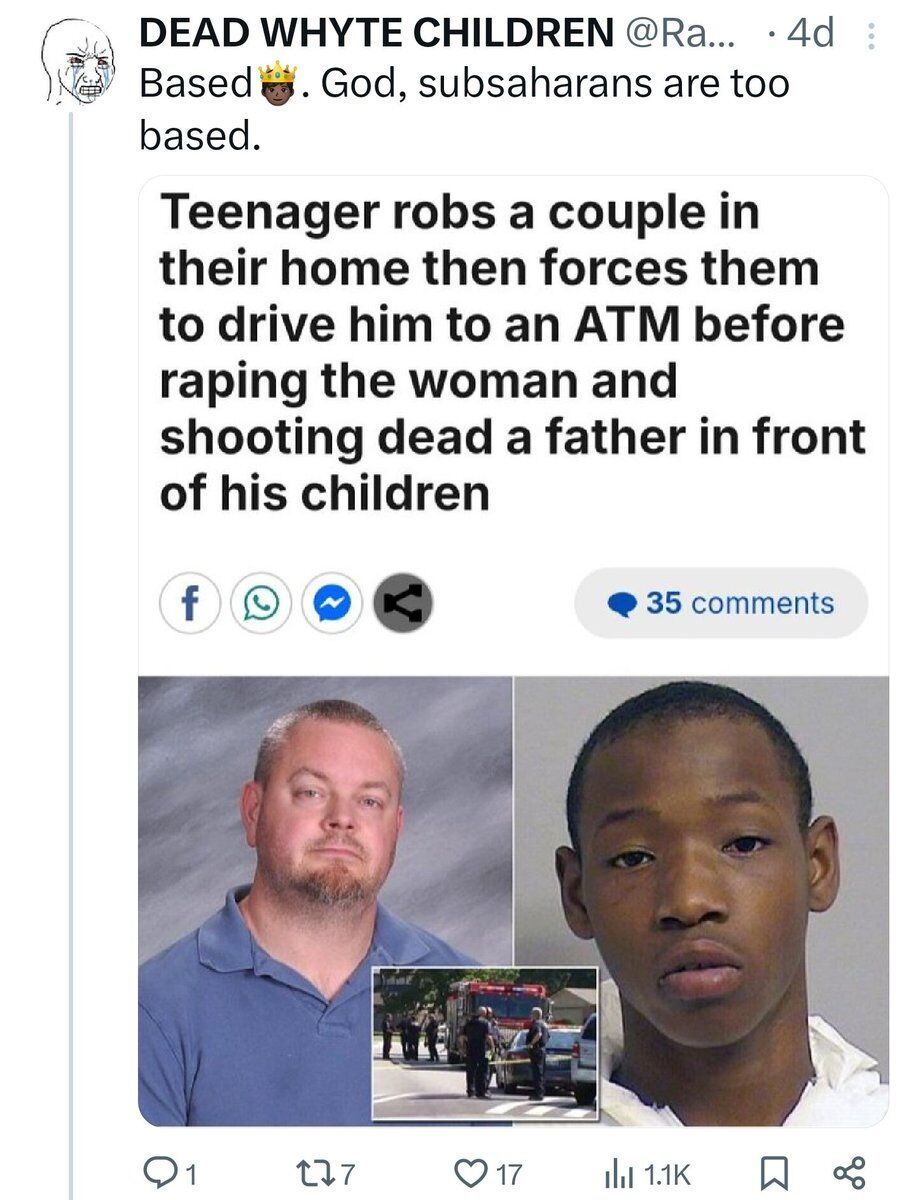 DEAD WHYTE CHILDREN @Ra... · 4d
Based🤴🏿. God, subsaharans are too
based.
Teenager robs a couple in
their home then forces them
to drive him to an ATM before
raping the woman and
shooting dead a father in front
of his children
35 comments
1 7 17 1.1K